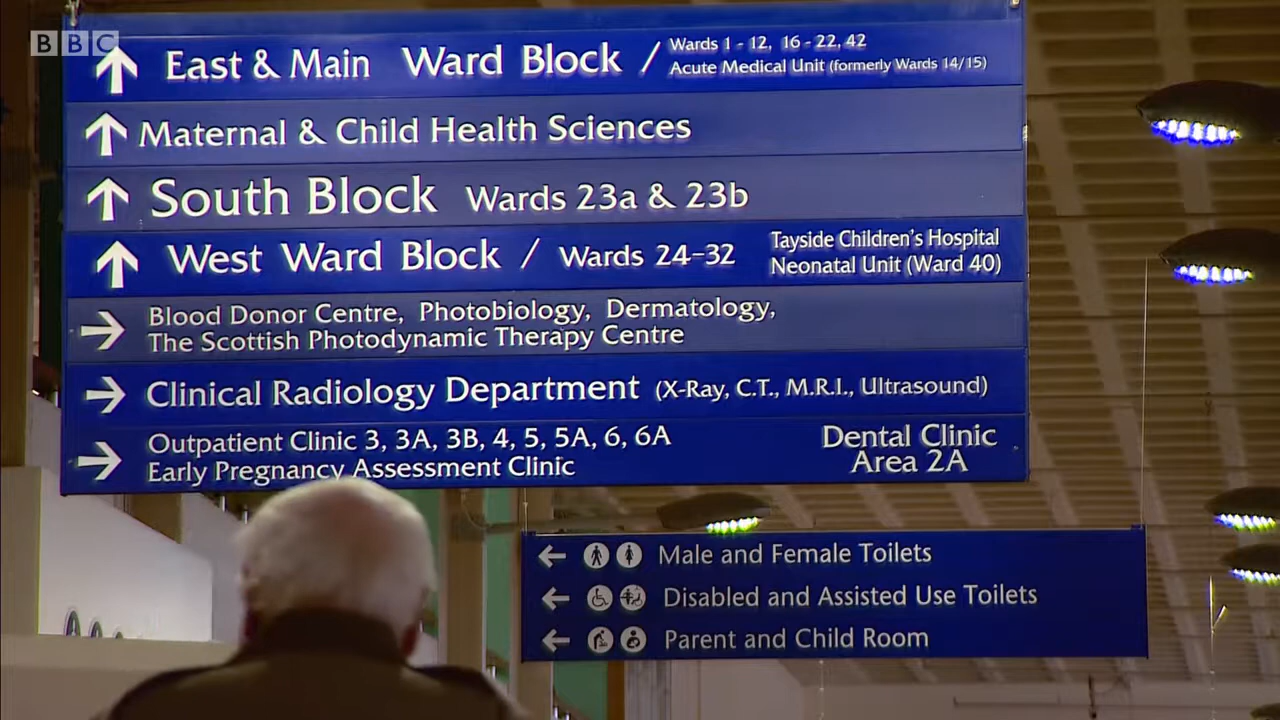 BBC
East & Main Ward Block / Wards 1 - 12, 16 - 22, 42
Acute Medical Unit (formerly Wards 14/15)
Maternal & Child Health Sciences
South Block Wards 23a & 23b
West Ward Block / Wards 24-32
Tayside Children's Hospital
Neonatal Unit (Ward 40)
Blood Donor Centre, Photobiology, Dermatology,
The Scottish Photodynamic Therapy Centre
Clinical Radiology Department (X-Ray, C.T., M.R.I., Ultrasound)
Outpatient Clinic 3, 3A, 3B, 4, 5, 5A, 6, 6A
Early Pregnancy Assessment Clinic
Dental Clinic
Area 2A
Male and Female Toilets
Disabled and Assisted Use Toilets
Parent and Child Room